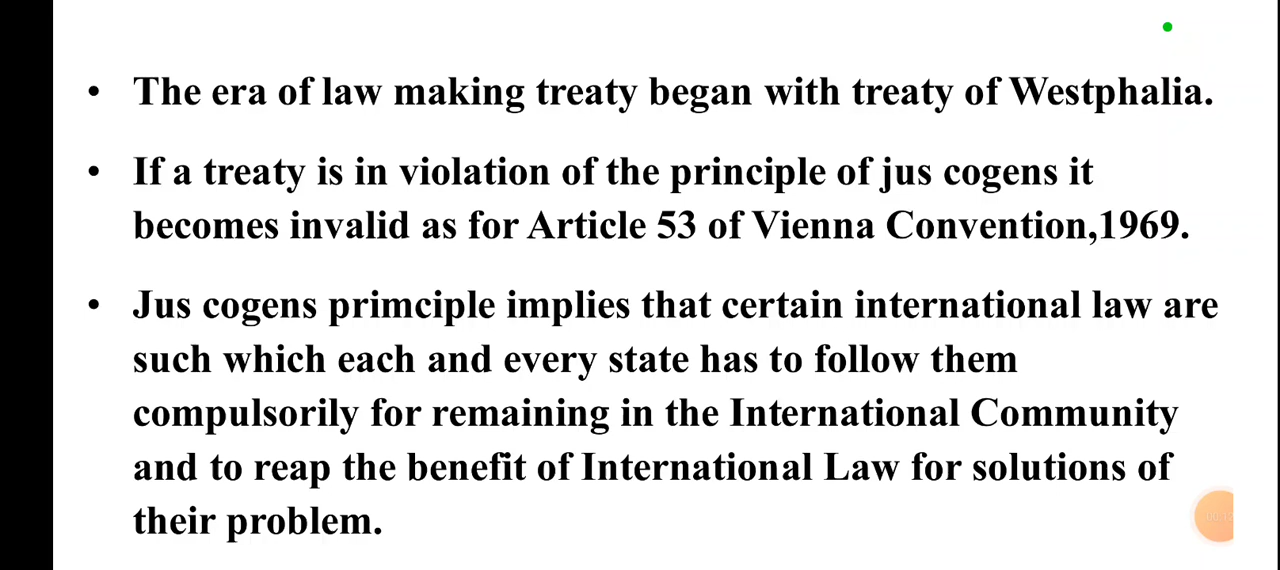 • The era of law making treaty began with treaty of Westphalia.
• If a treaty is in violation of the principle of jus cogens it
becomes invalid as for Article 53 of Vienna Convention,1969.
• Jus cogens primciple implies that certain international law are
such which each and every state has to follow them
compulsorily for remaining in the International Community
and to reap the benefit of International Law for solutions of
their problem.